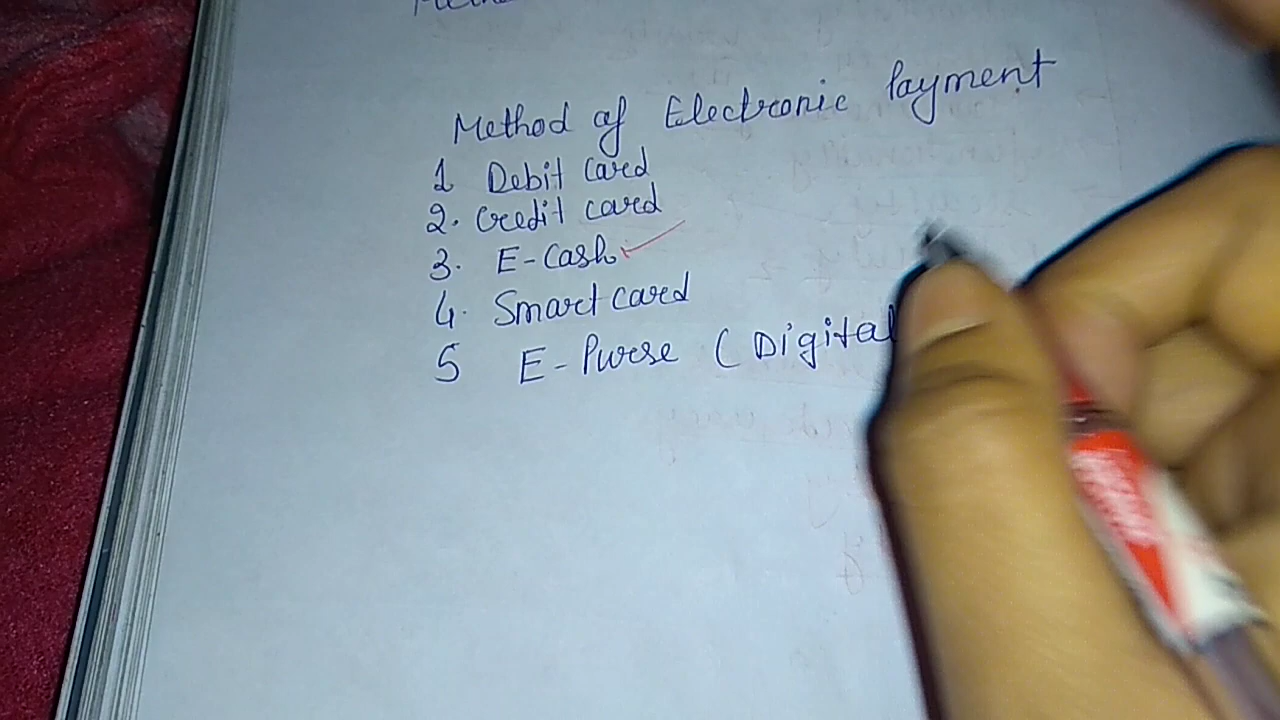 Method of Electronic Payment
1 Debit Card
2. Credit card
3. E-Cash
4. Smart card
5 E-Purse (Digital